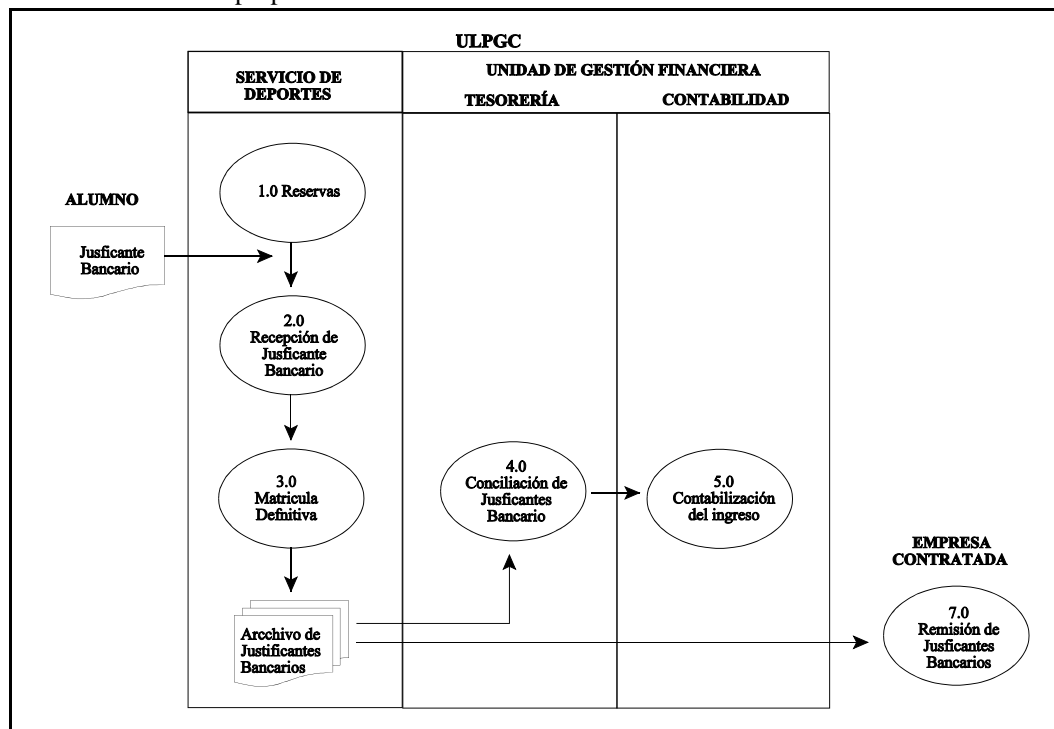 ULPGC
SERVICIO DE
DEPORTES
UNIDAD DE GESTIÓN FINANCIERA
TESORERÍA
CONTABILIDAD
1.0 Reservas
ALUMNO
Jusficante
Bancario
2.0
Recepción de
Jusficante
Bancario
3.0
Matricula
Defnitiva
4.0
Conciliación de
Jusficantes
Bancario
5.0
Contabilización
del ingreso
EMPRESA
CONTRATADA
7.0
Remisión de
Jusficantes
Bancarios
Arcchivo de
Justificantes
Bancarios